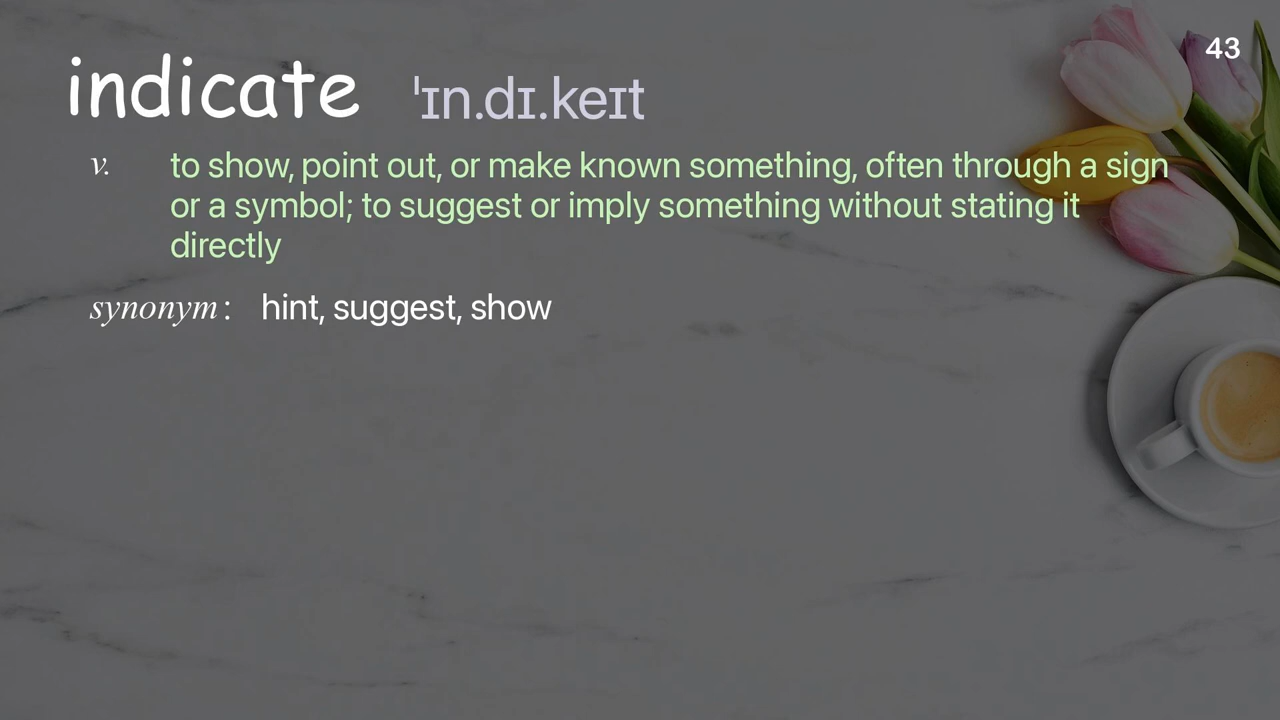 43
indicate ˈɪn.dɪ.keɪt
v. to show, point out, or make known something, often through a sign
or a symbol; to suggest or imply something without stating it
directly
synonym: hint, suggest, show